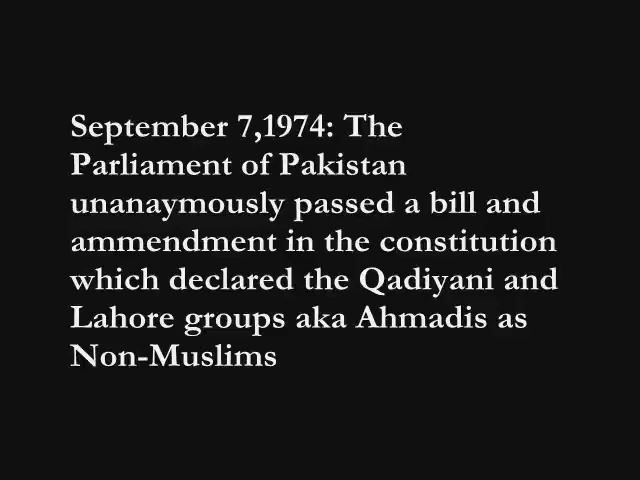 September 7,1974: The
Parliament of Pakistan
unanaymously passed a bill and
ammendment in the constitution
which declared the Qadiyani and
Lahore groups aka Ahmadis as
Non-Muslims